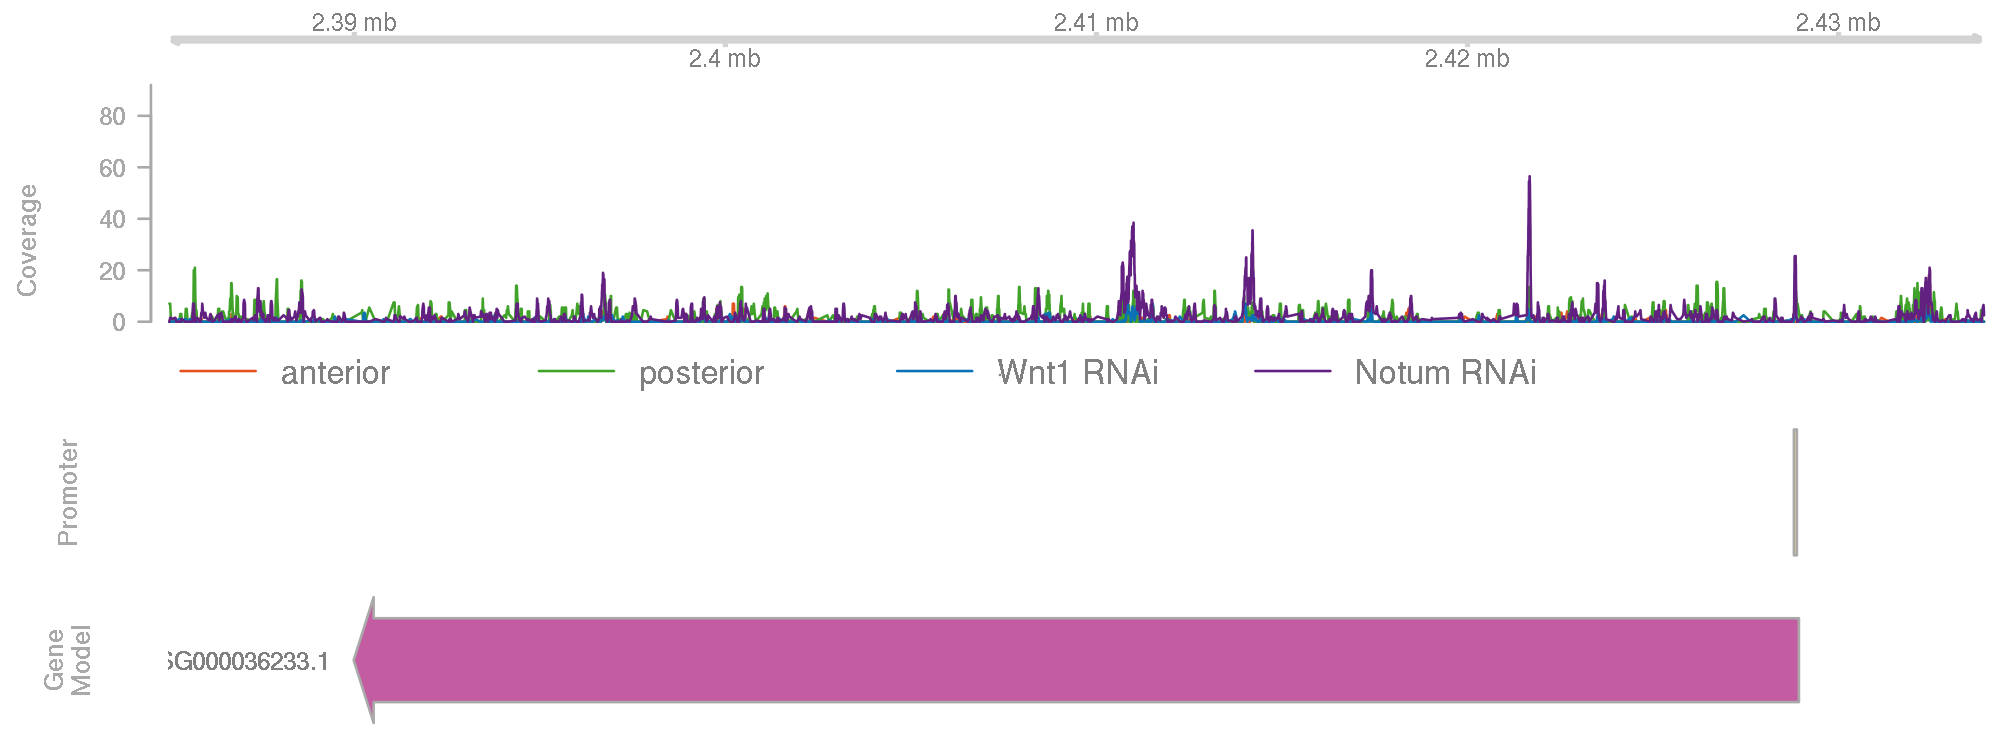 2.39 mb
2.41 mb
2.43 mb
2.4 mb
2.42 mb
Coverage
80
60
40
20
0
anterior
posterior
Wnt1 RNAi
Notum RNAi
Promoter
Gene
Model
SG000036233.1